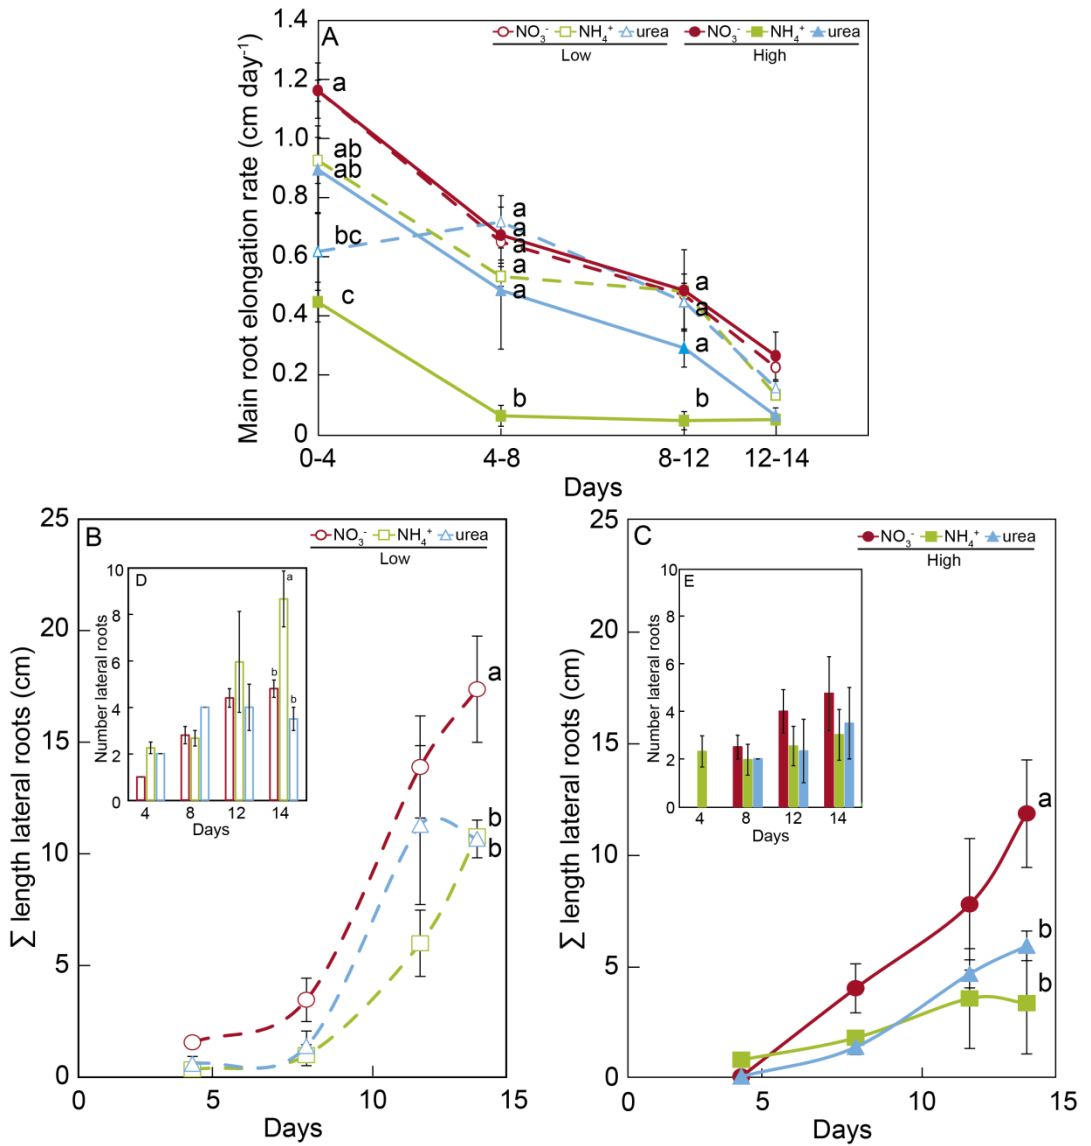 A
NO₃⁻ NH₄⁺ urea NO₃⁻ NH₄⁺ urea
Low High
Main root elongation rate (cm day⁻¹)
1.4
1.2
1.0
0.8
0.6
0.4
0.2
0
a
ab
ab
bc
c
a
a
a
a
a
b
a
a
a
b
0-4 4-8 8-12 12-14
Days
B
NO₃⁻ NH₄⁺ urea
Low
∑ length lateral roots (cm)
25
20
15
10
5
0
a
b
b
0 5 10 15
Days
D
Number lateral roots
10
8
6
4
2
0
b
a
b
4 8 12 14
Days
C
NO₃⁻ NH₄⁺ urea
High
∑ length lateral roots (cm)
25
20
15
10
5
0
a
b
b
0 5 10 15
Days
E
Number lateral roots
10
8
6
4
2
0
4 8 12 14
Days